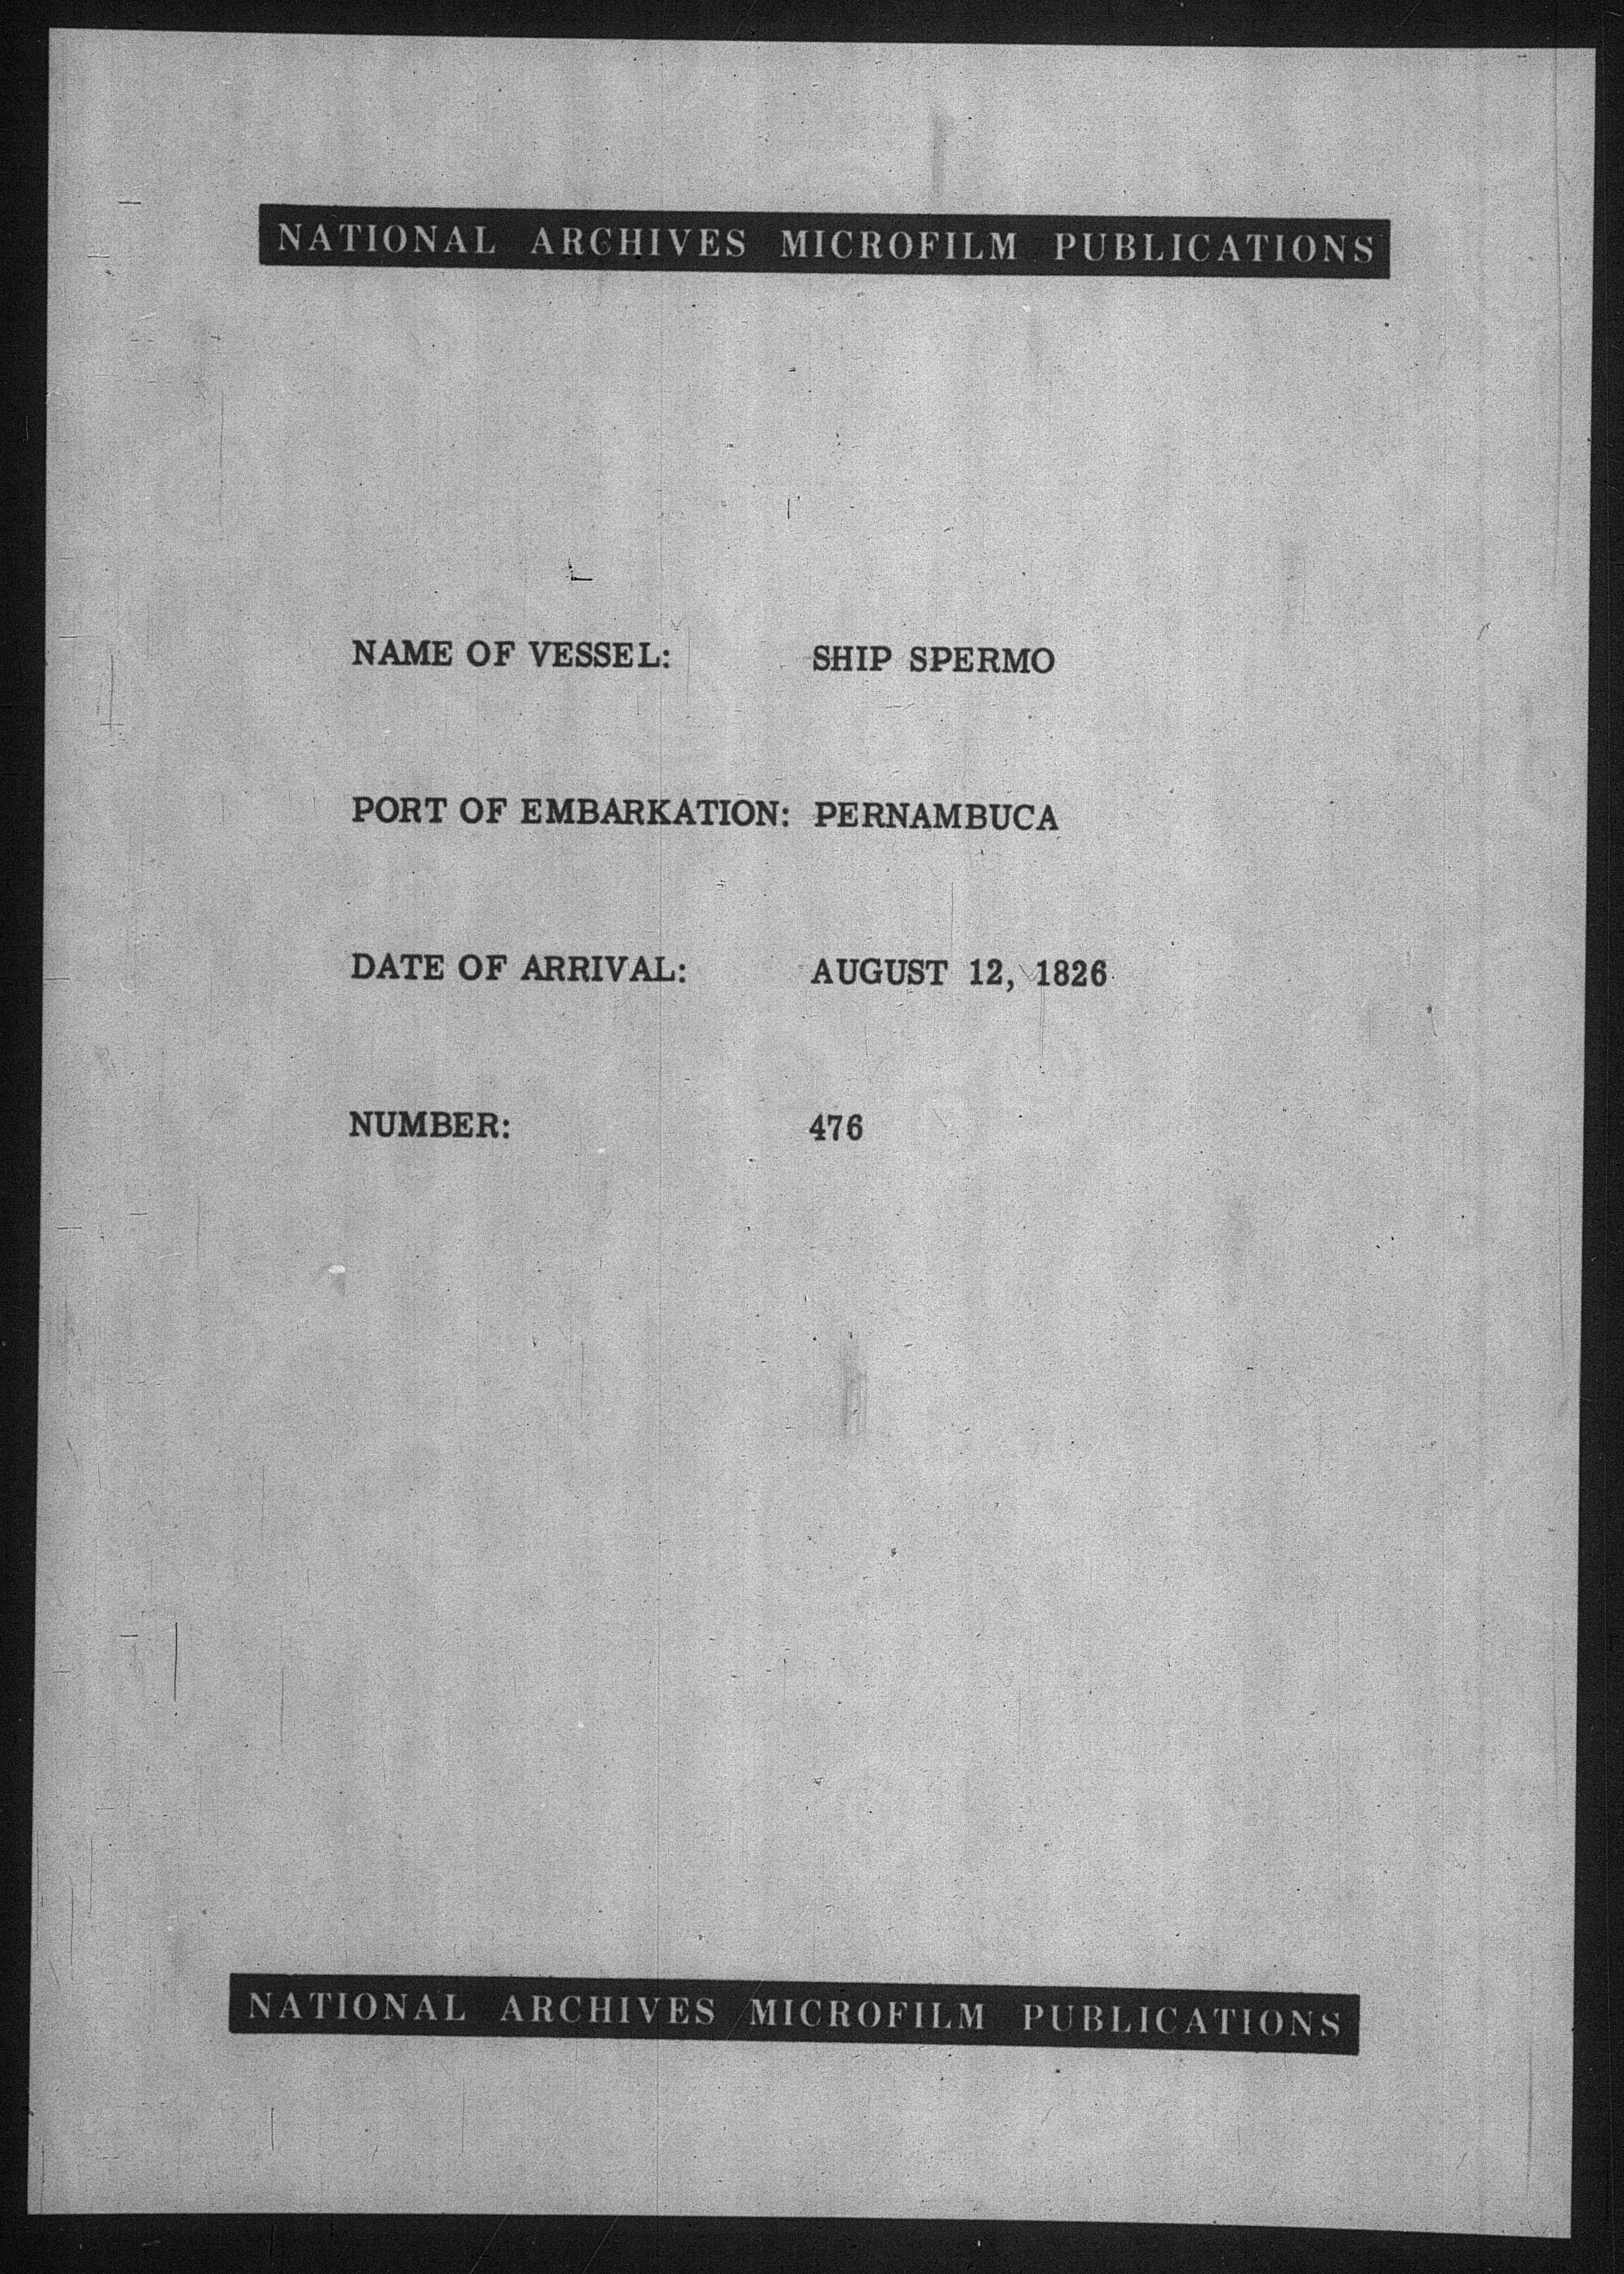 NATIONAL ARCHIVES MICROFILM PUBLICATIONS
NAME OF VESSEL: SHIP SPERMO
PORT OF EMBARKATION: PERNAMBUCA
DATE OF ARRIVAL: AUGUST 12, 1826
NUMBER: 476
NATIONAL ARCHIVES MICROFILM PUBLICATIONS